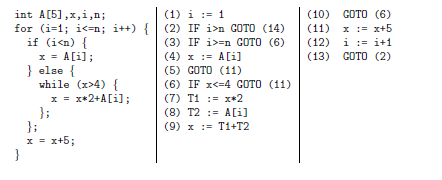 int A[5],x,i,n;
for (i=1; i<=n; i++) {
if (i<n) {
x = A[i];
} else {
while (x>4) {
x = x*2+A[i];
};
};
x = x+5;
}
(1) i := 1
(2) IF i>n GOTO (14)
(3) IF i>=n GOTO (6)
(4) x := A[i]
(5) GOTO (11)
(6) IF x<=4 GOTO (11)
(7) T1 := x*2
(8) T2 := A[i]
(9) x := T1+T2
(10) GOTO (6)
(11) x := x+5
(12) i := i+1
(13) GOTO (2)